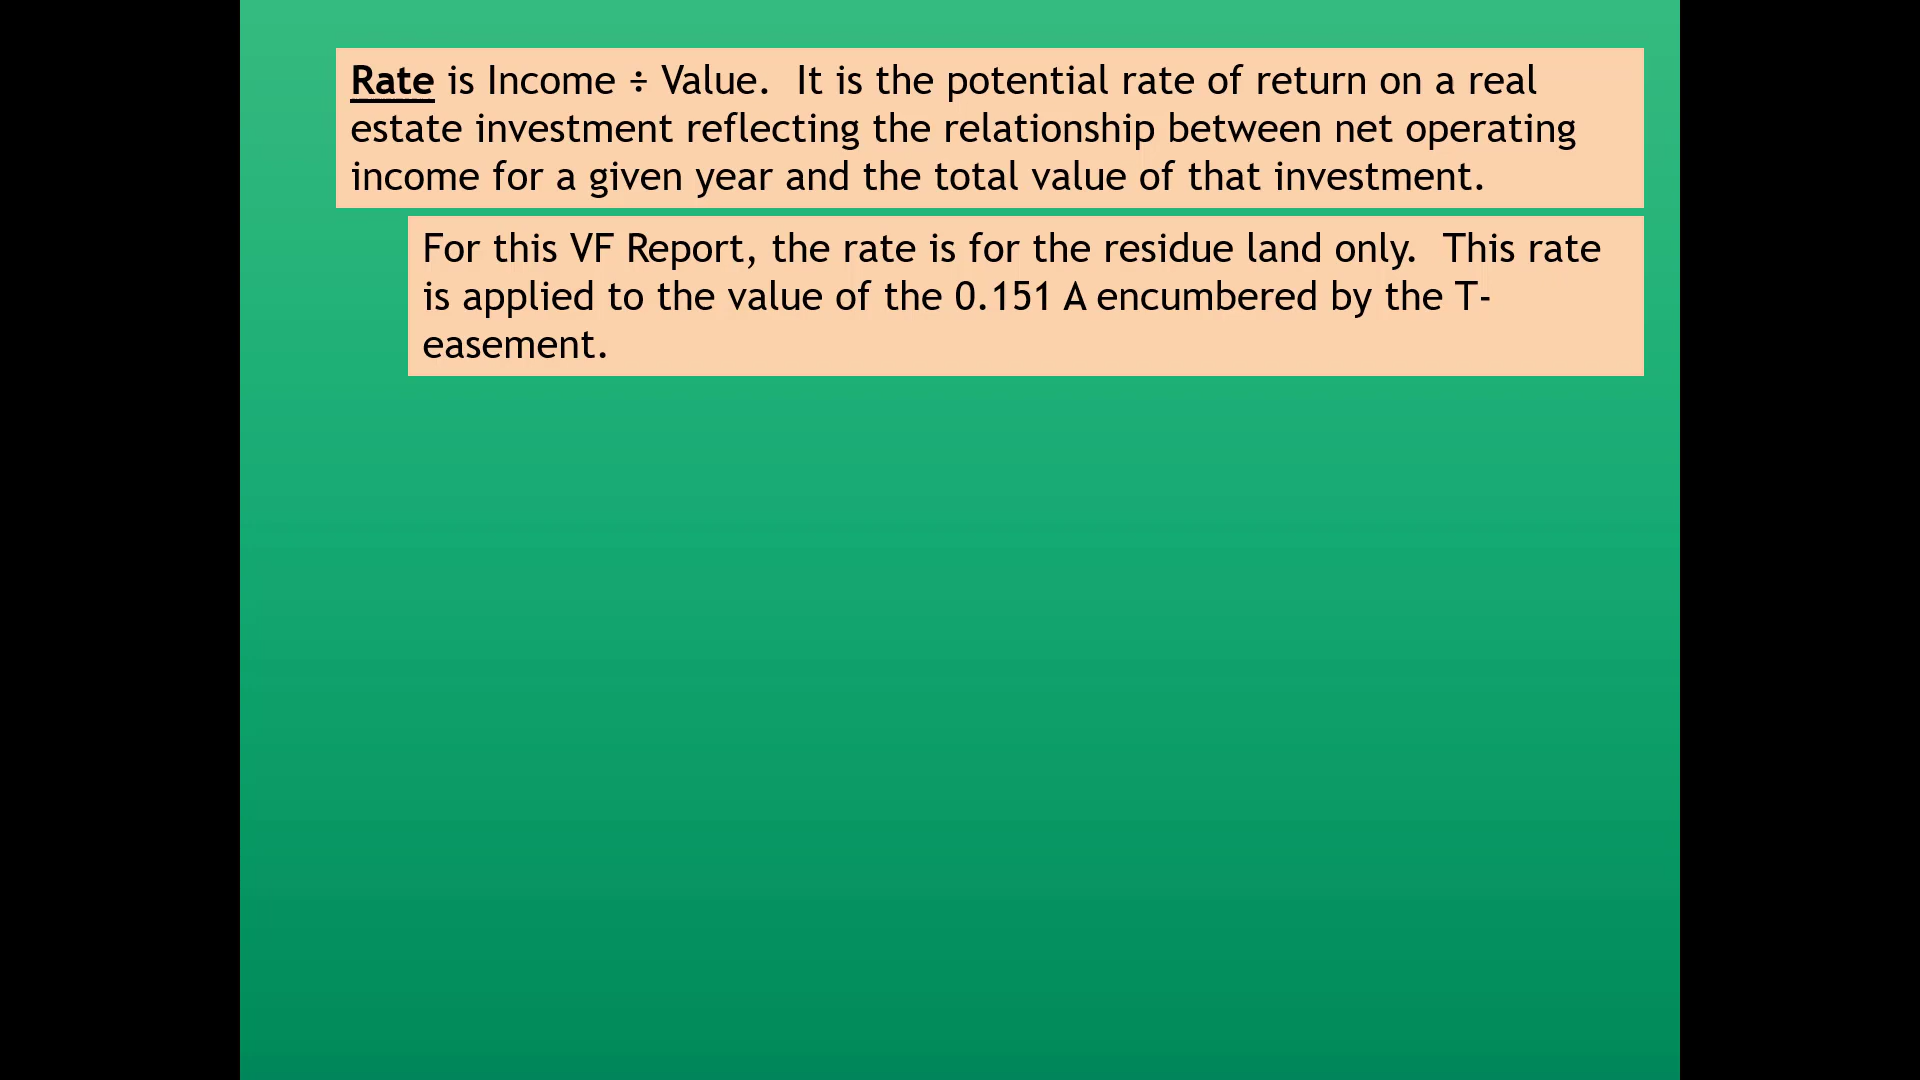 Rate is Income ÷ Value.  It is the potential rate of return on a real
estate investment reflecting the relationship between net operating
income for a given year and the total value of that investment.
For this VF Report, the rate is for the residue land only.  This rate
is applied to the value of the 0.151 A encumbered by the T-
easement.